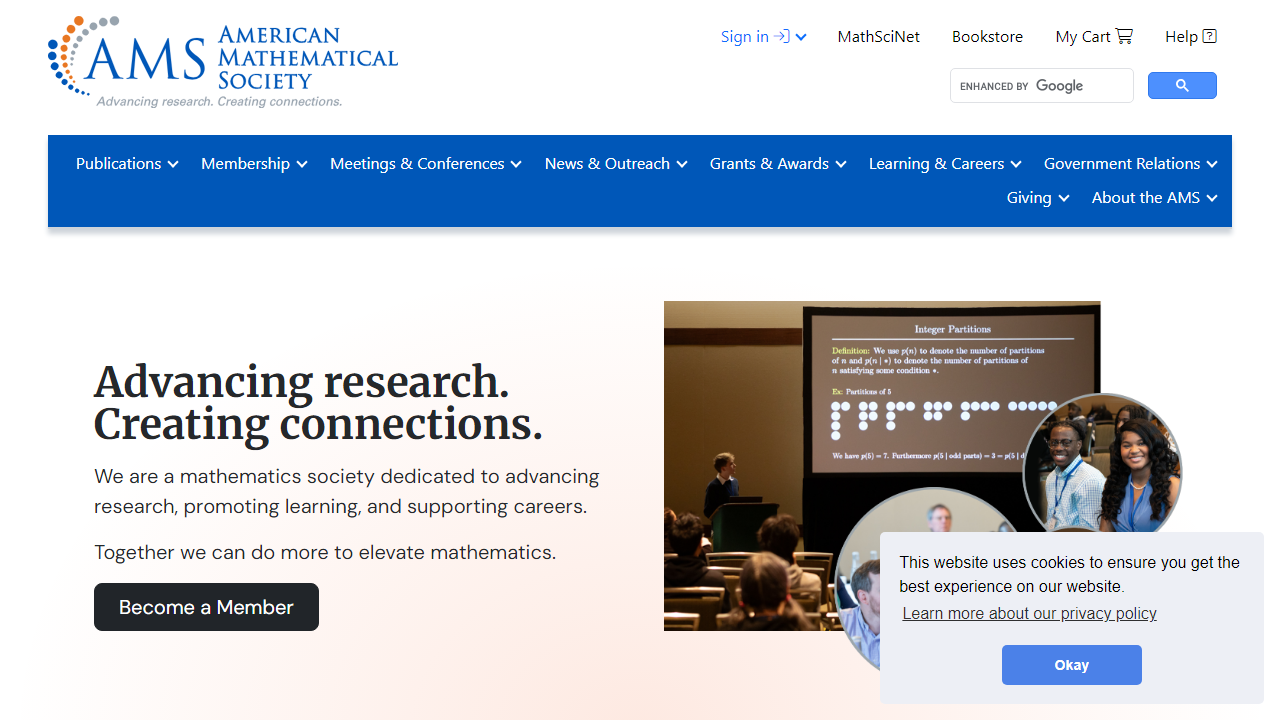 AMS AMERICAN MATHEMATICAL SOCIETY
Advancing research. Creating connections.
Sign in
MathSciNet
Bookstore
My Cart
Help
ENHANCED BY Google
Publications
Membership
Meetings & Conferences
News & Outreach
Grants & Awards
Learning & Careers
Government Relations
Giving
About the AMS
Advancing research.
Creating connections.
We are a mathematics society dedicated to advancing
research, promoting learning, and supporting careers.
Together we can do more to elevate mathematics.
Become a Member
Integer Partitions
Definition: We use p(n) to denote the number of partitions
of n and p(n | ∗) to denote the number of partitions of
n satisfying some condition ∗.
Ex: Partitions of 5
We have p(5) = 7. Furthermore p(5 | odd parts) = 3 = p(5 | d
This website uses cookies to ensure you get the
best experience on our website.
Learn more about our privacy policy
Okay